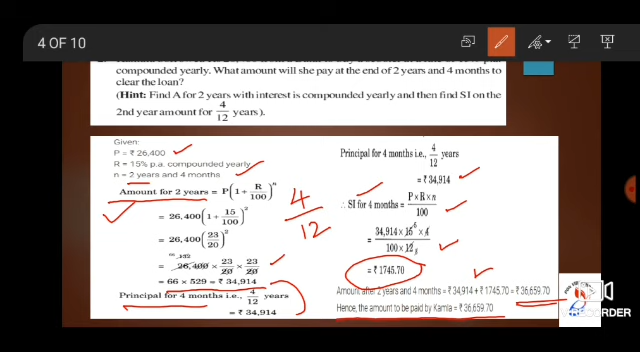 4 OF 10
compounded yearly. What amount will she pay at the end of 2 years and 4 months to
clear the loan?
(Hint: Find A for 2 years with interest is compounded yearly and then find SI on the
2nd year amount for 4/12 years).
Given:
P = ₹ 26,400
R = 15% p.a. compounded yearly
n = 2 years and 4 months
Amount for 2 years = P(1 + R/100)^n
= 26,400(1 + 15/100)^2
= 26,400(23/20)^2
= 26,400 × 23/20 × 23/20
= 66 × 529 = ₹ 34,914
Principal for 4 months i.e., 4/12 years
= ₹ 34,914
4/12
Principal for 4 months i.e., 4/12 years
= ₹ 34,914
∴ SI for 4 months = P×R×n/100
= 34,914 × 15 × 4/100 × 12
= ₹ 1745.70
Amount after 2 years and 4 months = ₹ 34,914 + ₹ 1745.70 = ₹ 36,659.70
Hence, the amount to be paid by Kamla = ₹ 36,659.70
RECORDER